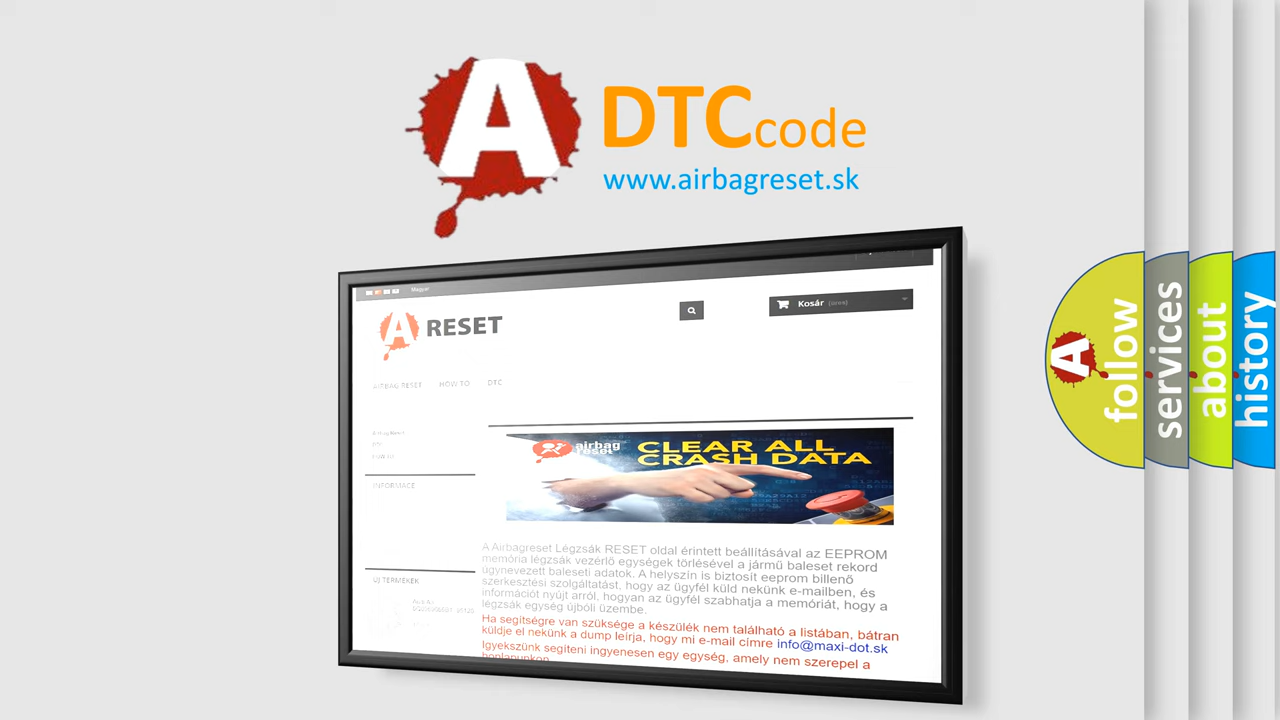 A
DTCcode
www.airbagreset.sk
Magyar
A RESET
Kosár (üres)
AIRBAG RESET HOW TO DTC
airbag
reset
CLEAR ALL
CRASH DATA
INFORMACE
A Airbagreset Légzsák RESET oldal érintett beállításával az EEPROM
memória légzsák vezérlő egységek törlésével a jármű baleset rekord
úgynevezett baleseti adatok. A helyszín is biztosít eeprom billenő
szerkesztési szolgáltatást, hogy az ügyfél küld nekünk e-mailben, és
információt nyújt arról, hogyan az ügyfél szabhatja a memóriát, hogy a
légzsák egység újbóli üzembe.
ÚJ TERMÉKEK
Ha segítségre van szüksége a készülék nem található a listában, bátran
küldje el nekünk a dump leírja, hogy mi e-mail címre info@maxi-dot.sk
Igyekszünk segíteni ingyenesen egy egység, amely nem szerepel a
honlapunkon
A
follow
services
about
history